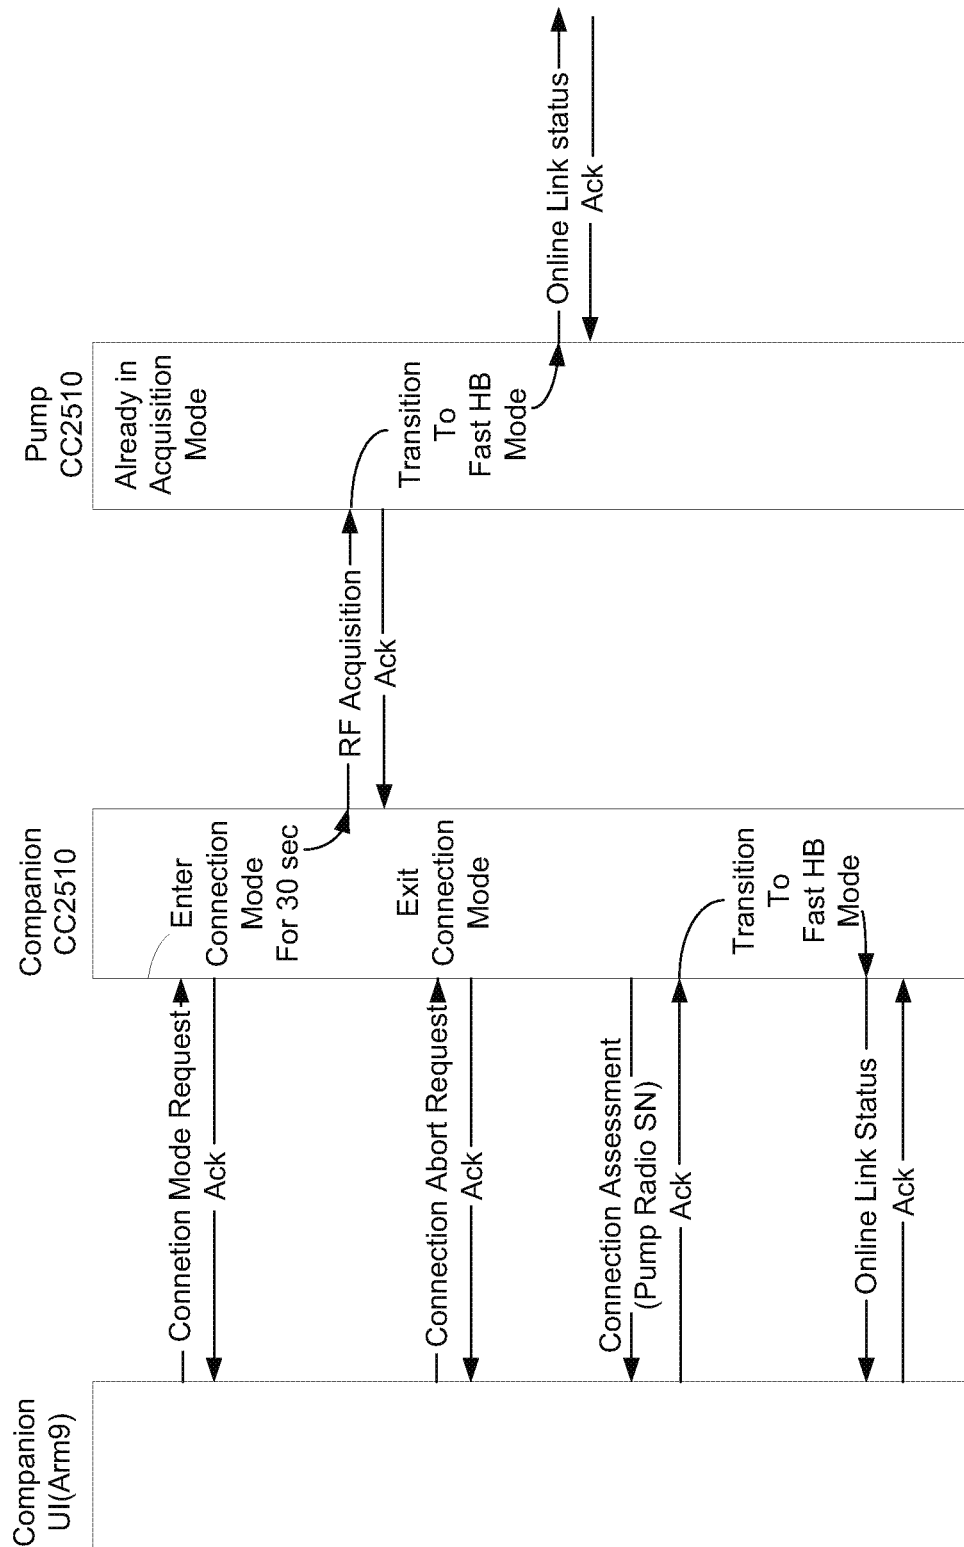 Companion
UI(Arm9)
Companion
CC2510
Pump
CC2510
Connetion Mode Request
Ack
Enter
Connection
Mode
For 30 sec
Already in
Acquisition
Mode
RF Acquisition
Ack
Transition
To
Fast HB
Mode
Connection Abort Request
Ack
Exit
Connection
Mode
Online Link status
Ack
Connection Assessment
(Pump Radio SN)
Ack
Transition
To
Fast HB
Mode
Online Link Status
Ack